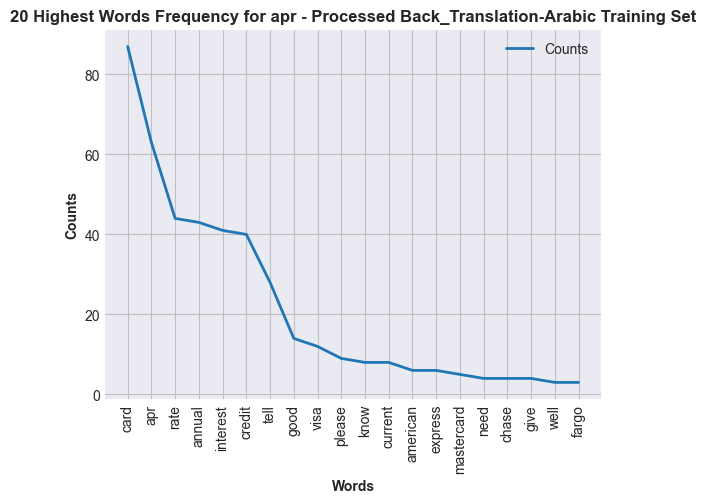 20 Highest Words Frequency for apr - Processed Back_Translation-Arabic Training Set
Counts
80
60
40
20
0
Counts
card
apr
rate
annual
interest
credit
tell
good
visa
please
know
current
american
express
mastercard
need
chase
give
well
fargo
Words